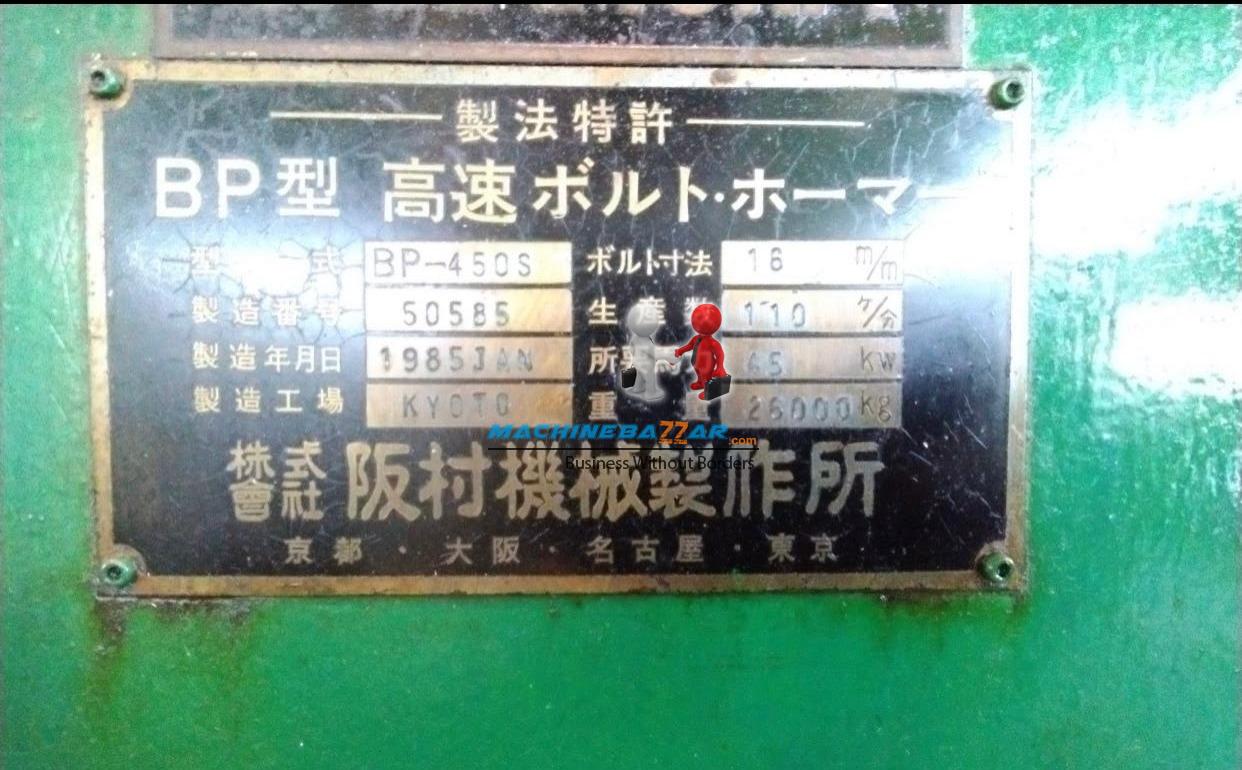 製法特許
BP型 高速ボルト・ホーマー
型式 BP-450S ボルト寸法 16 m/m
製造番号 50585 生産数 110 ケ/分
製造年月日 1985JAN 所要 45 kw
製造工場 KYOTO 重量 26000kg
MACHINEBAZZAR.com
Business Without Borders
株式會社 阪村機械製作所
京都・大阪・名古屋・東京